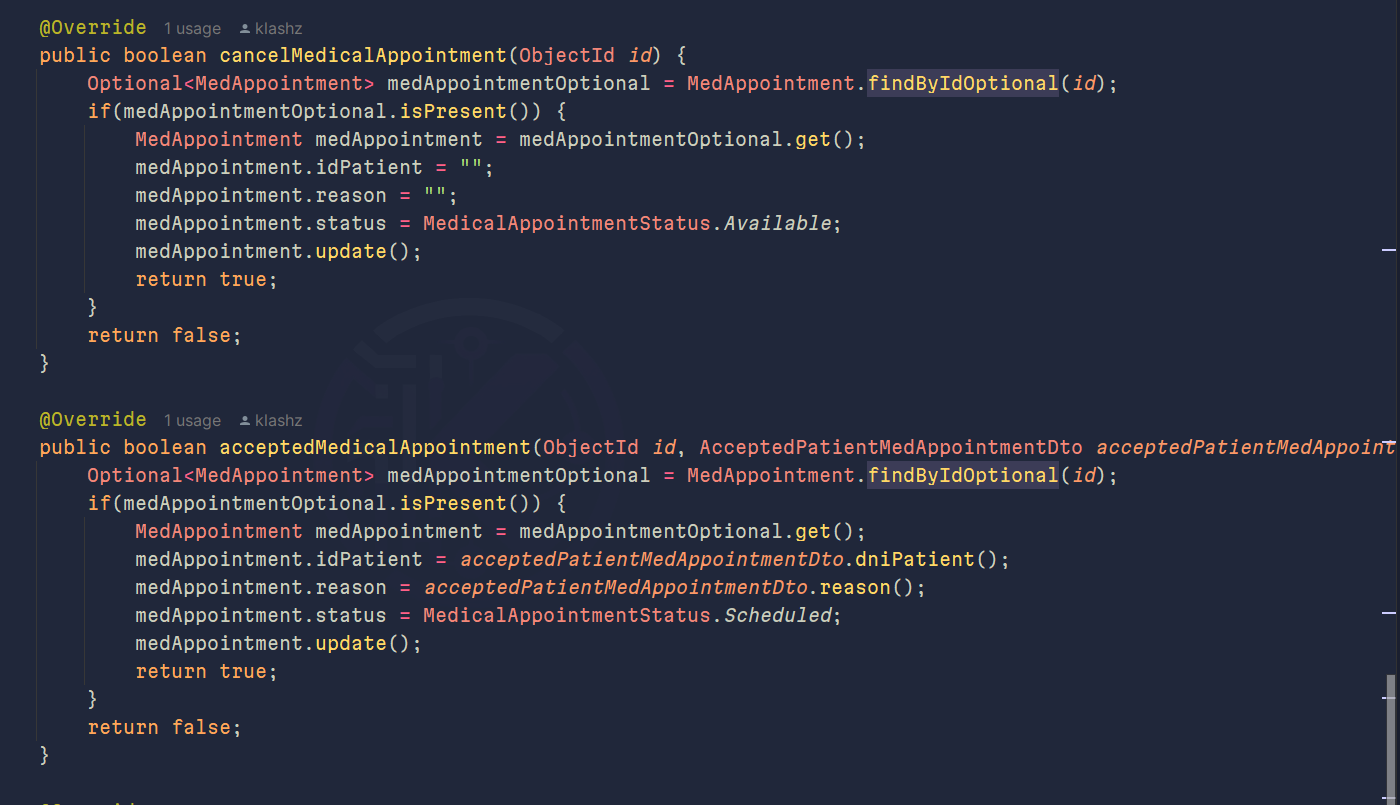 @Override 1 usage klashz
public boolean cancelMedicalAppointment(ObjectId id) {
Optional<MedAppointment> medAppointmentOptional = MedAppointment.findByIdOptional(id);
if(medAppointmentOptional.isPresent()) {
MedAppointment medAppointment = medAppointmentOptional.get();
medAppointment.idPatient = "";
medAppointment.reason = "";
medAppointment.status = MedicalAppointmentStatus.Available;
medAppointment.update();
return true;
}
return false;
}
@Override 1 usage klashz
public boolean acceptedMedicalAppointment(ObjectId id, AcceptedPatientMedAppointmentDto acceptedPatientMedAppoint
Optional<MedAppointment> medAppointmentOptional = MedAppointment.findByIdOptional(id);
if(medAppointmentOptional.isPresent()) {
MedAppointment medAppointment = medAppointmentOptional.get();
medAppointment.idPatient = acceptedPatientMedAppointmentDto.dniPatient();
medAppointment.reason = acceptedPatientMedAppointmentDto.reason();
medAppointment.status = MedicalAppointmentStatus.Scheduled;
medAppointment.update();
return true;
}
return false;
}